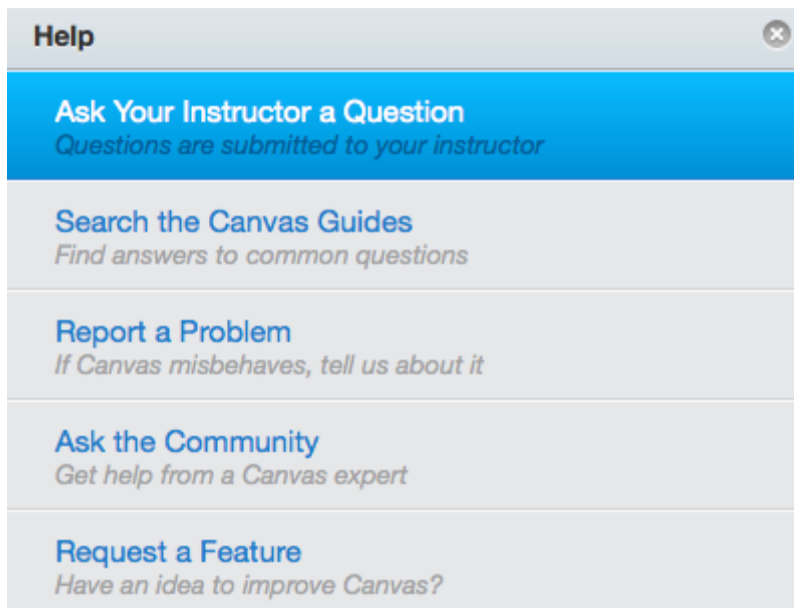 Help
Ask Your Instructor a Question
Questions are submitted to your instructor
Search the Canvas Guides
Find answers to common questions
Report a Problem
If Canvas misbehaves, tell us about it
Ask the Community
Get help from a Canvas expert
Request a Feature
Have an idea to improve Canvas?